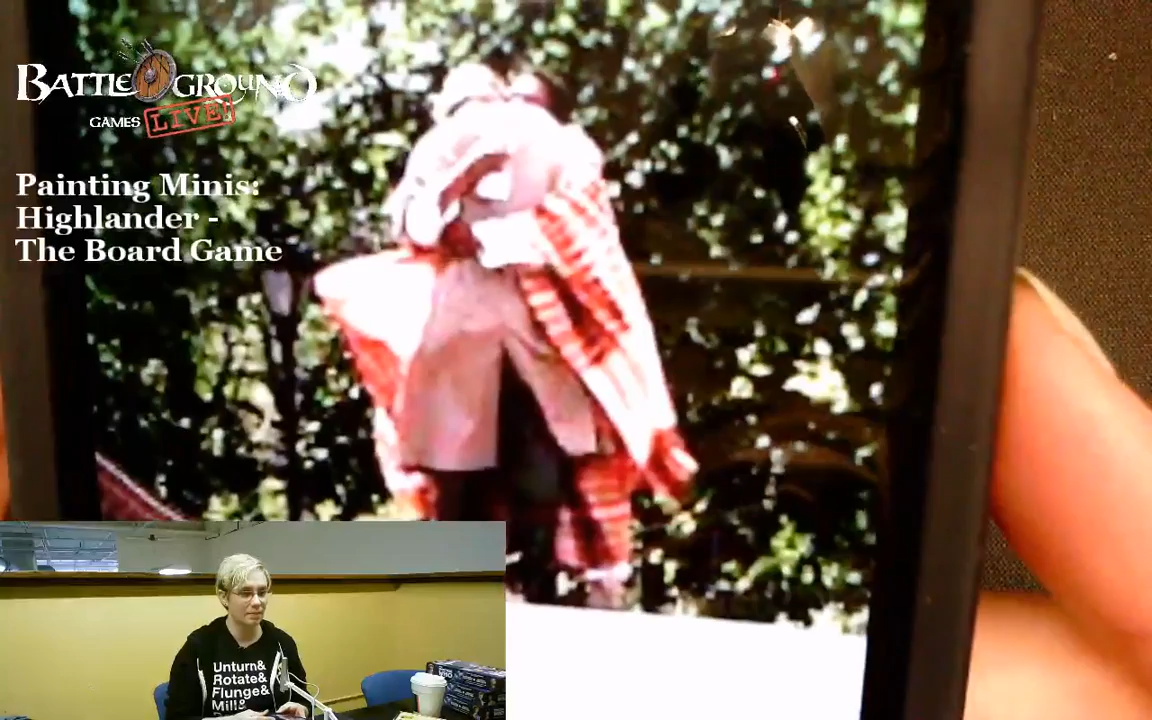 BATTLEGROUND
GAMES LIVE!
Painting Minis:
Highlander -
The Board Game
Unturn&
Rotate&
Flunge&
Mill&